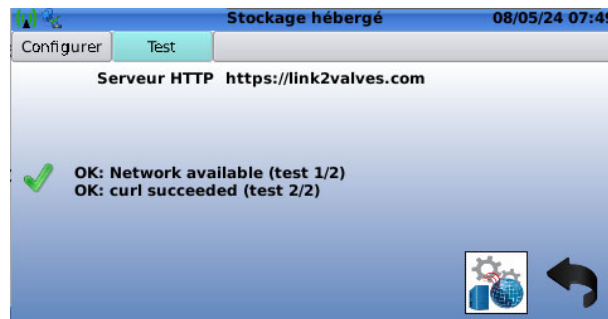 Stockage hébergé 08/05/24 07:49
Configurer Test
Serveur HTTP https://link2valves.com
OK: Network available (test 1/2)
OK: curl succeeded (test 2/2)